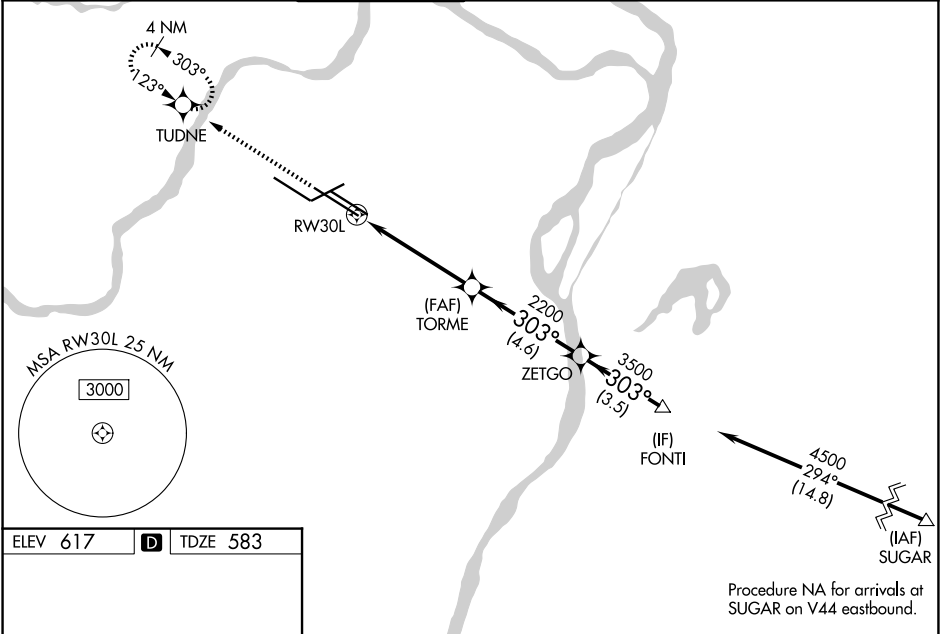 4 NM
303°
123°
TUDNE
RW30L
(FAF)
TORME
2200
303°
(4.6)
ZETGO
3500
303°
(3.5)
(IF)
FONTI
4500
294°
(14.8)
(IAF)
SUGAR
MSA RW30L 25 NM
3000
ELEV 617 D TDZE 583
Procedure NA for arrivals at
SUGAR on V44 eastbound.